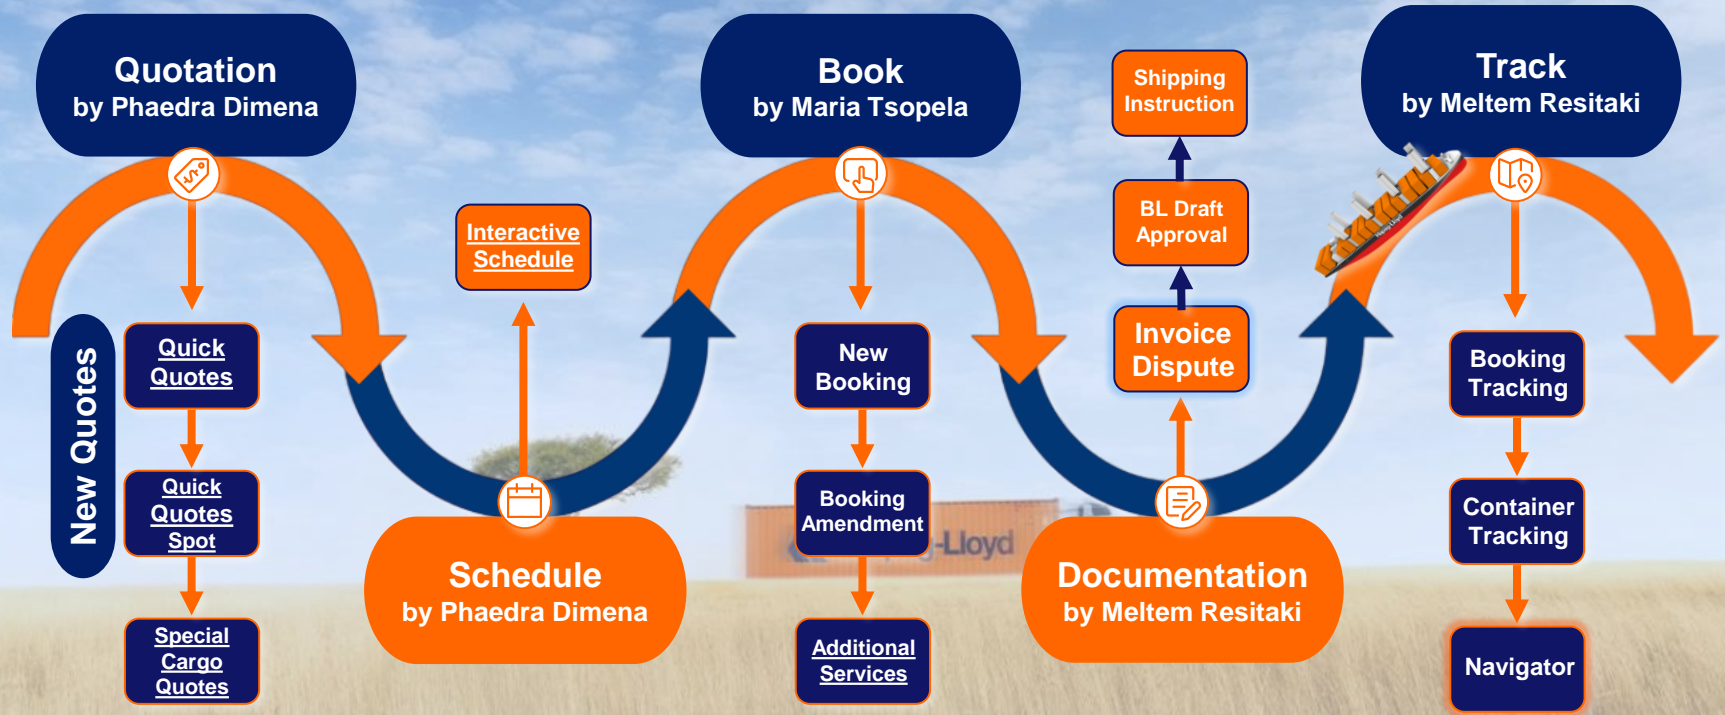 Quotation
by Phaedra Dimena
New Quotes
Quick
Quotes
Quick
Quotes
Spot
Special
Cargo
Quotes
Interactive
Schedule
Schedule
by Phaedra Dimena
Book
by Maria Tsopela
New
Booking
Booking
Amendment
Additional
Services
-Lloyd
Shipping
Instruction
BL Draft
Approval
Invoice
Dispute
Documentation
by Meltem Resitaki
Track
by Meltem Resitaki
Booking
Tracking
Container
Tracking
Navigator